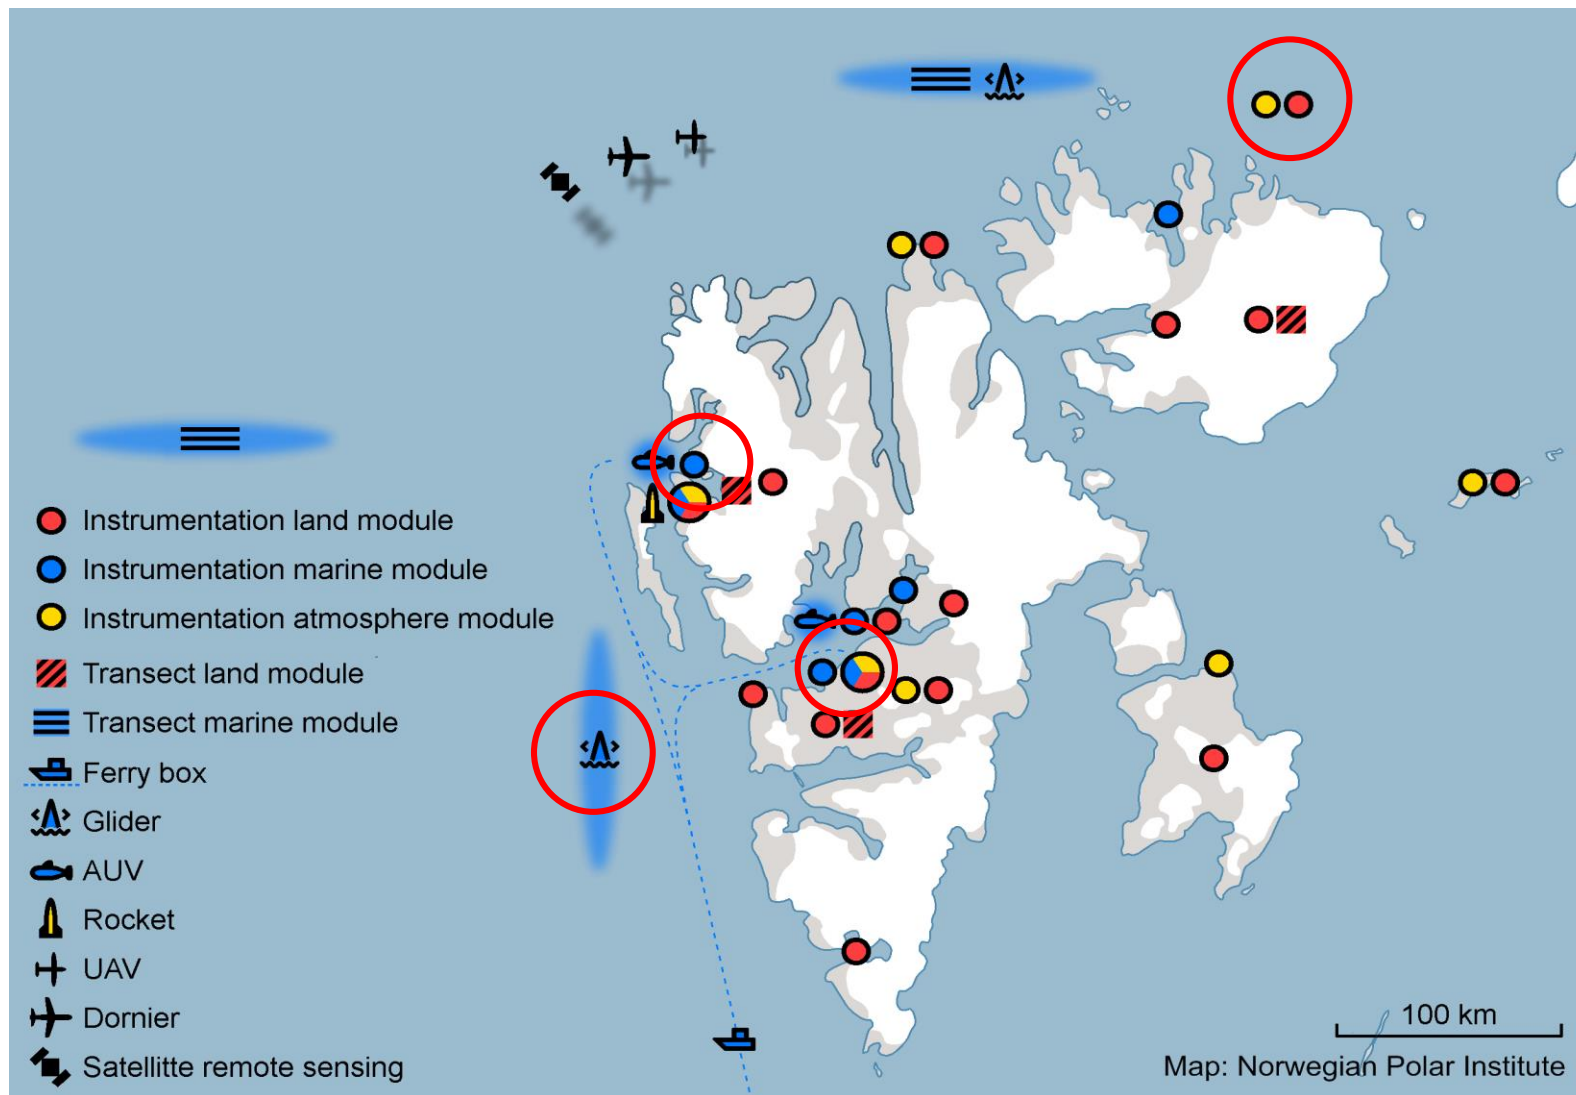 Instrumentation land module
Instrumentation marine module
Instrumentation atmosphere module
Transect land module
Transect marine module
Ferry box
Glider
AUV
Rocket
UAV
Dornier
Satellitte remote sensing
100 km
Map: Norwegian Polar Institute